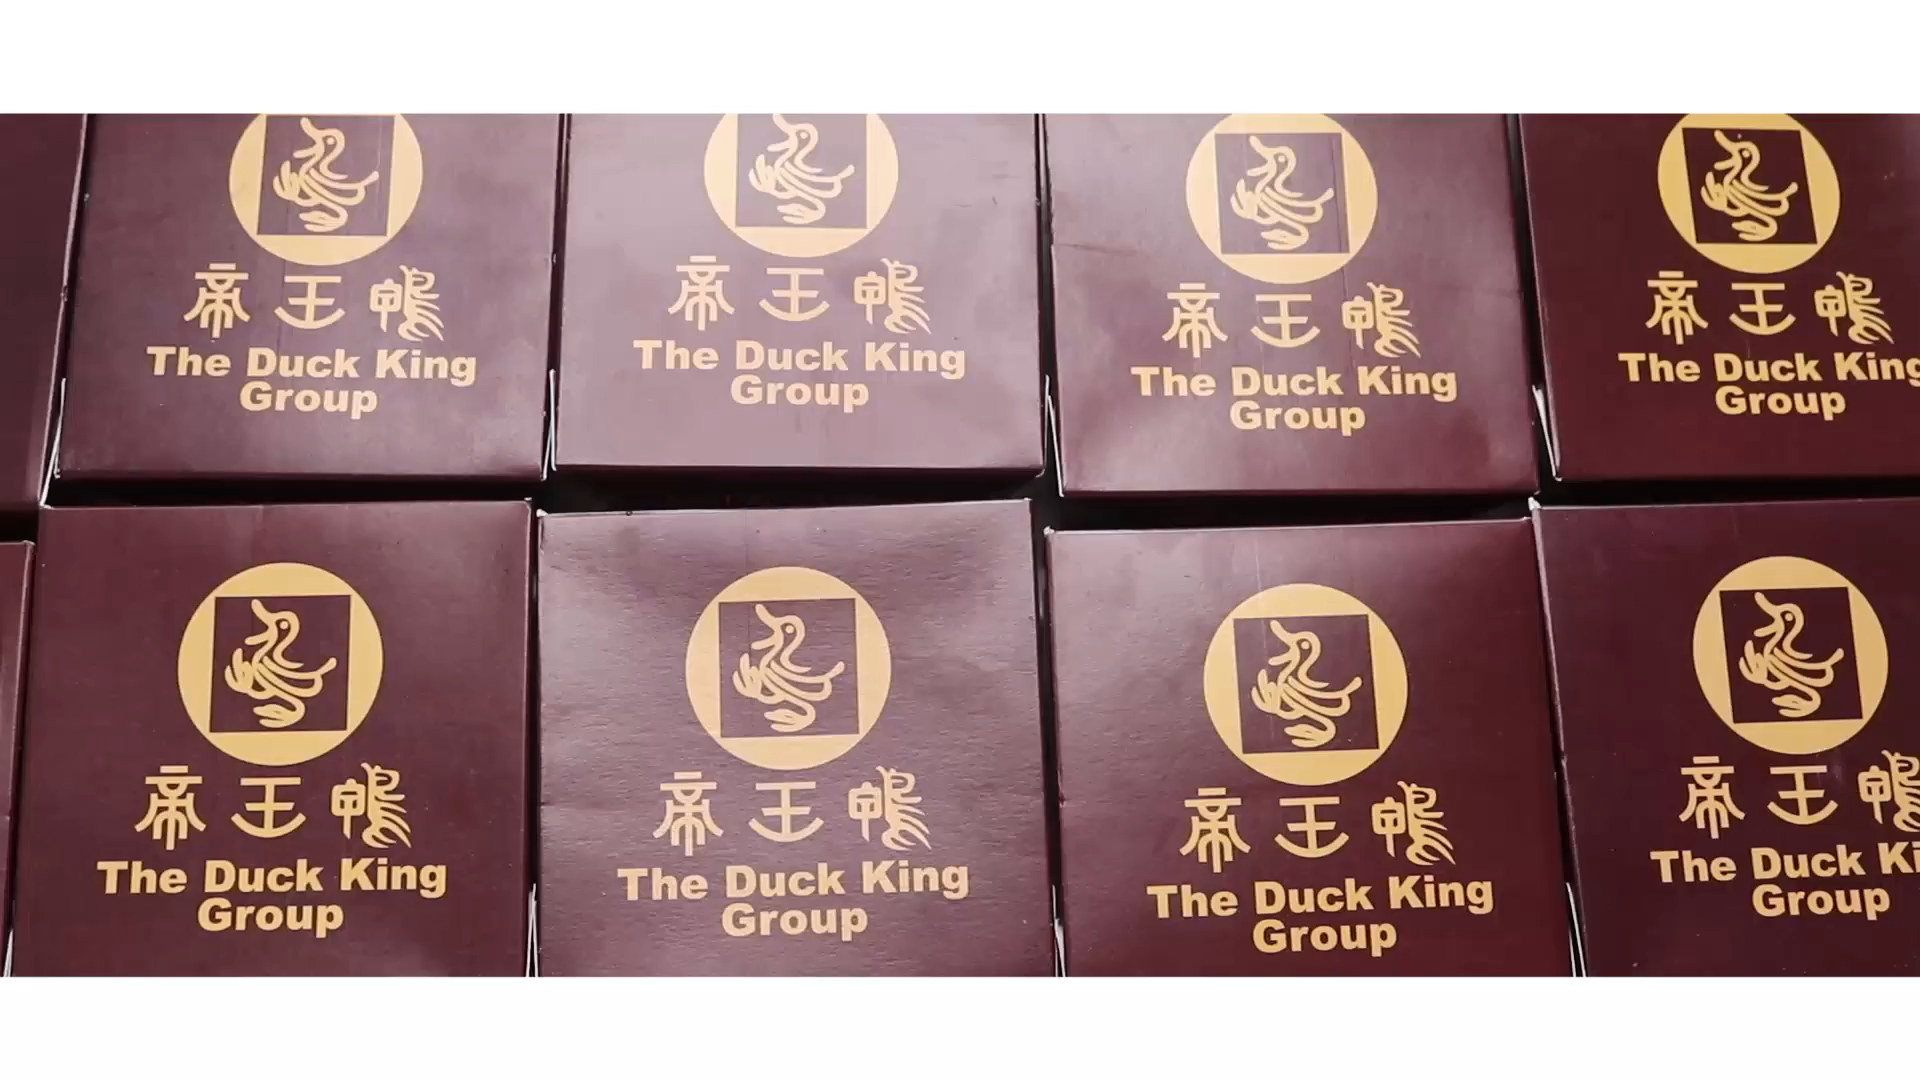 帝王鴨
The Duck King
Group
帝王鴨
The Duck King
Group
帝王鴨
The Duck King
Group
帝王鴨
The Duck King
Group
帝王鴨
The Duck King
Group
帝王鴨
The Duck King
Group
帝王鴨
The Duck King
Group
帝王鴨
The Duck Ki
Group